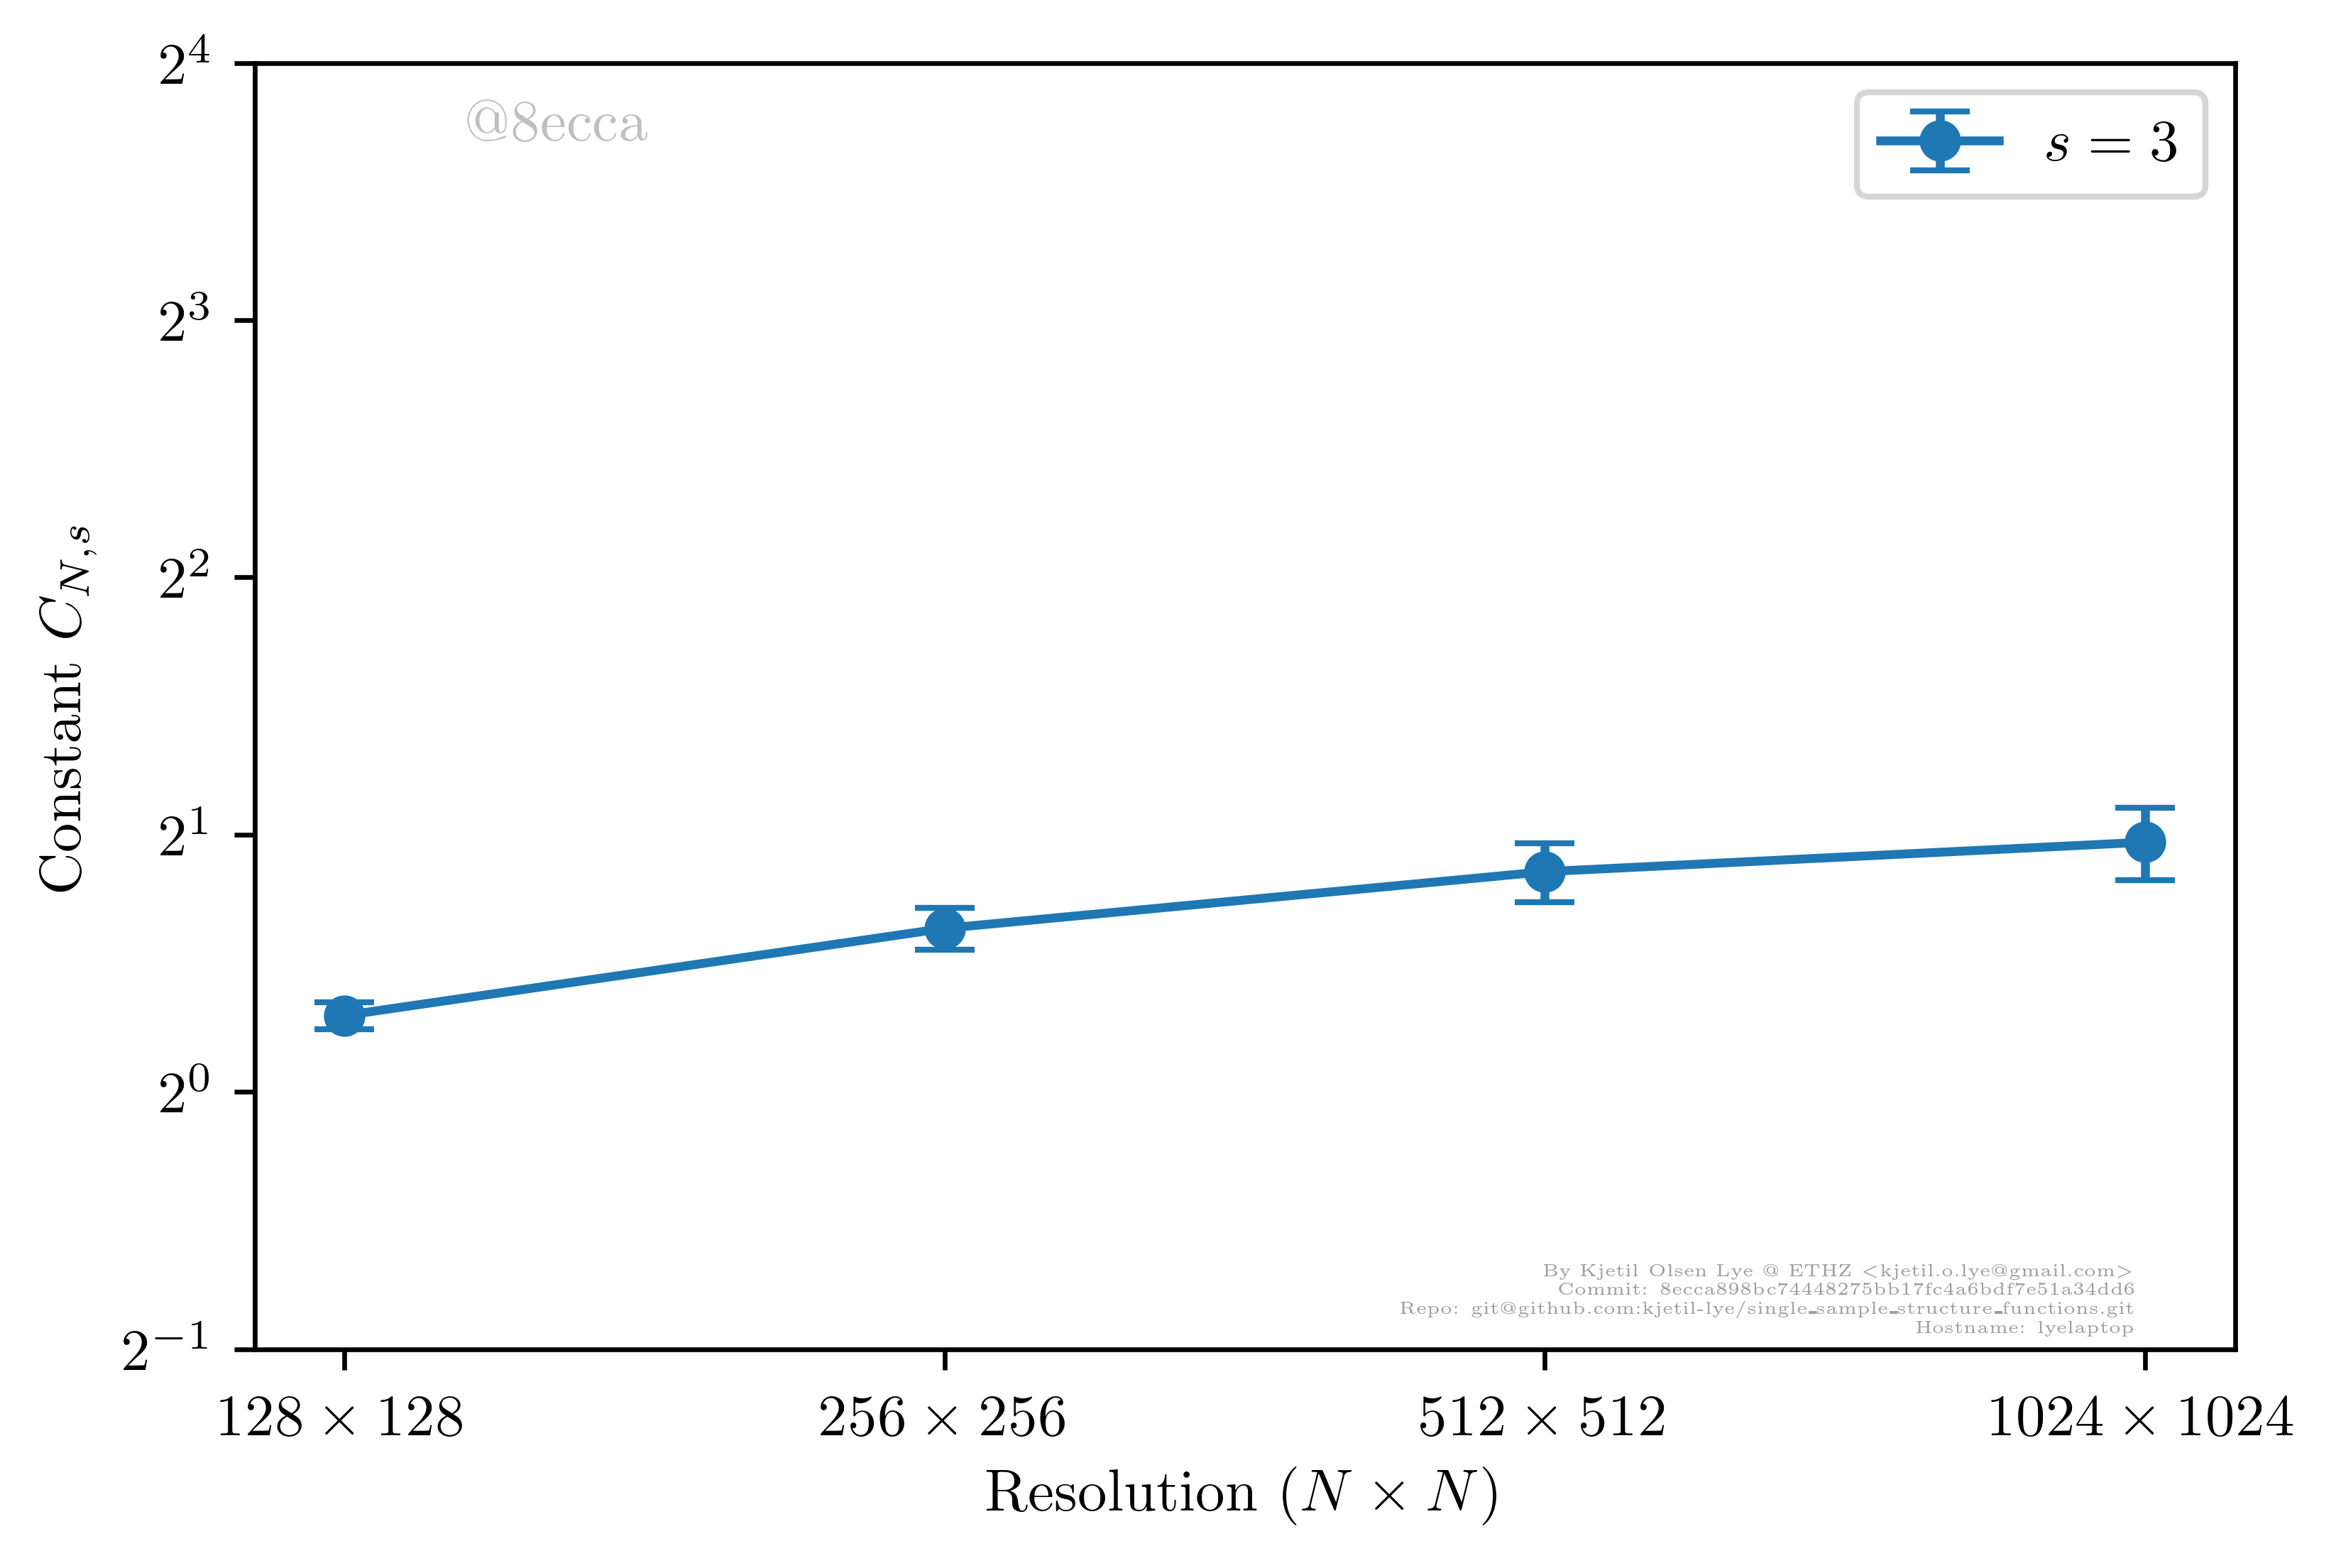 2^4
@8ecca
s = 3
2^3
2^2
2^1
2^0
2^{-1}
Constant C_{N,s}
By Kjetil Olsen Lye @ ETHZ <kjetil.o.lye@gmail.com>
Commit: 8ecca898bc74448275bb17fc4a6bdf7e51a34dd6
Repo: git@github.com:kjetil-lye/single_sample_structure_functions.git
Hostname: lyelaptop
128 × 128
256 × 256
512 × 512
1024 × 1024
Resolution (N × N)